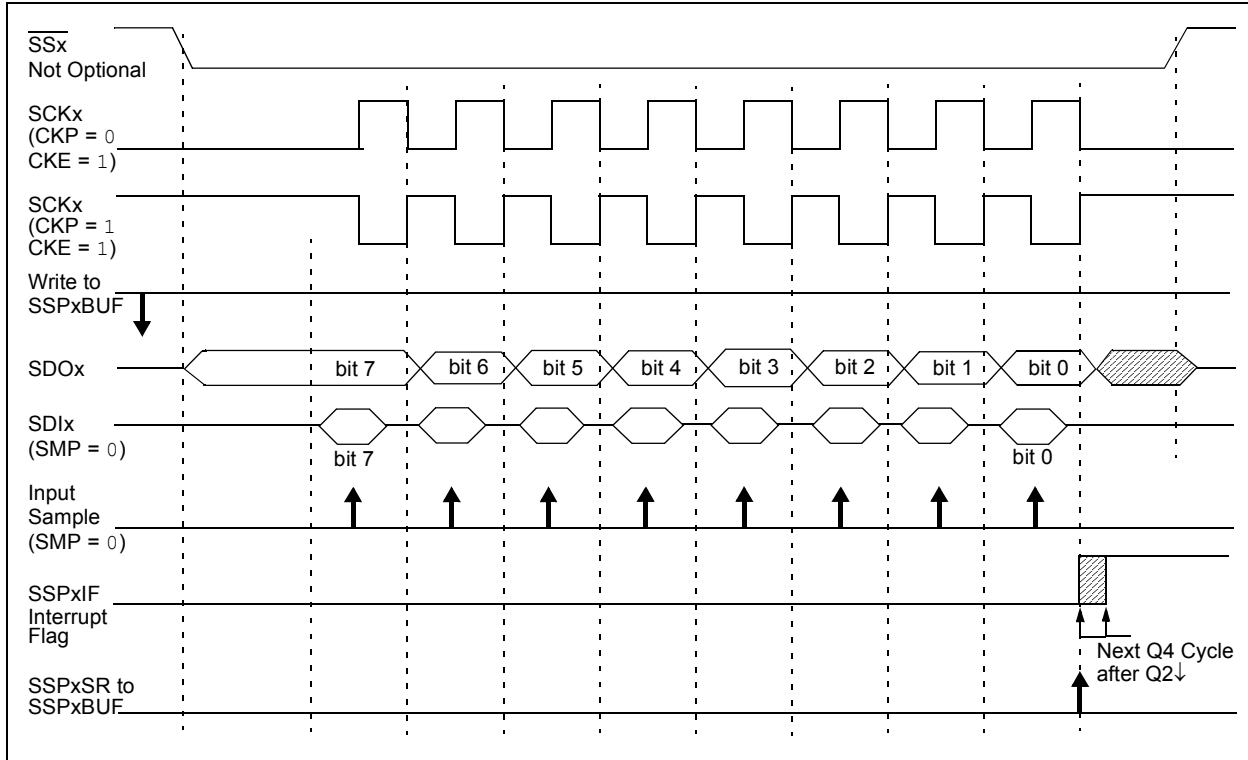 SSx
Not Optional
SCKx
(CKP = 0
CKE = 1)
SCKx
(CKP = 1
CKE = 1)
Write to
SSPxBUF
SDOx
bit 7
bit 6
bit 5
bit 4
bit 3
bit 2
bit 1
bit 0
SDIx
(SMP = 0)
bit 7
bit 0
Input
Sample
(SMP = 0)
SSPxIF
Interrupt
Flag
Next Q4 Cycle
after Q2↓
SSPxSR to
SSPxBUF